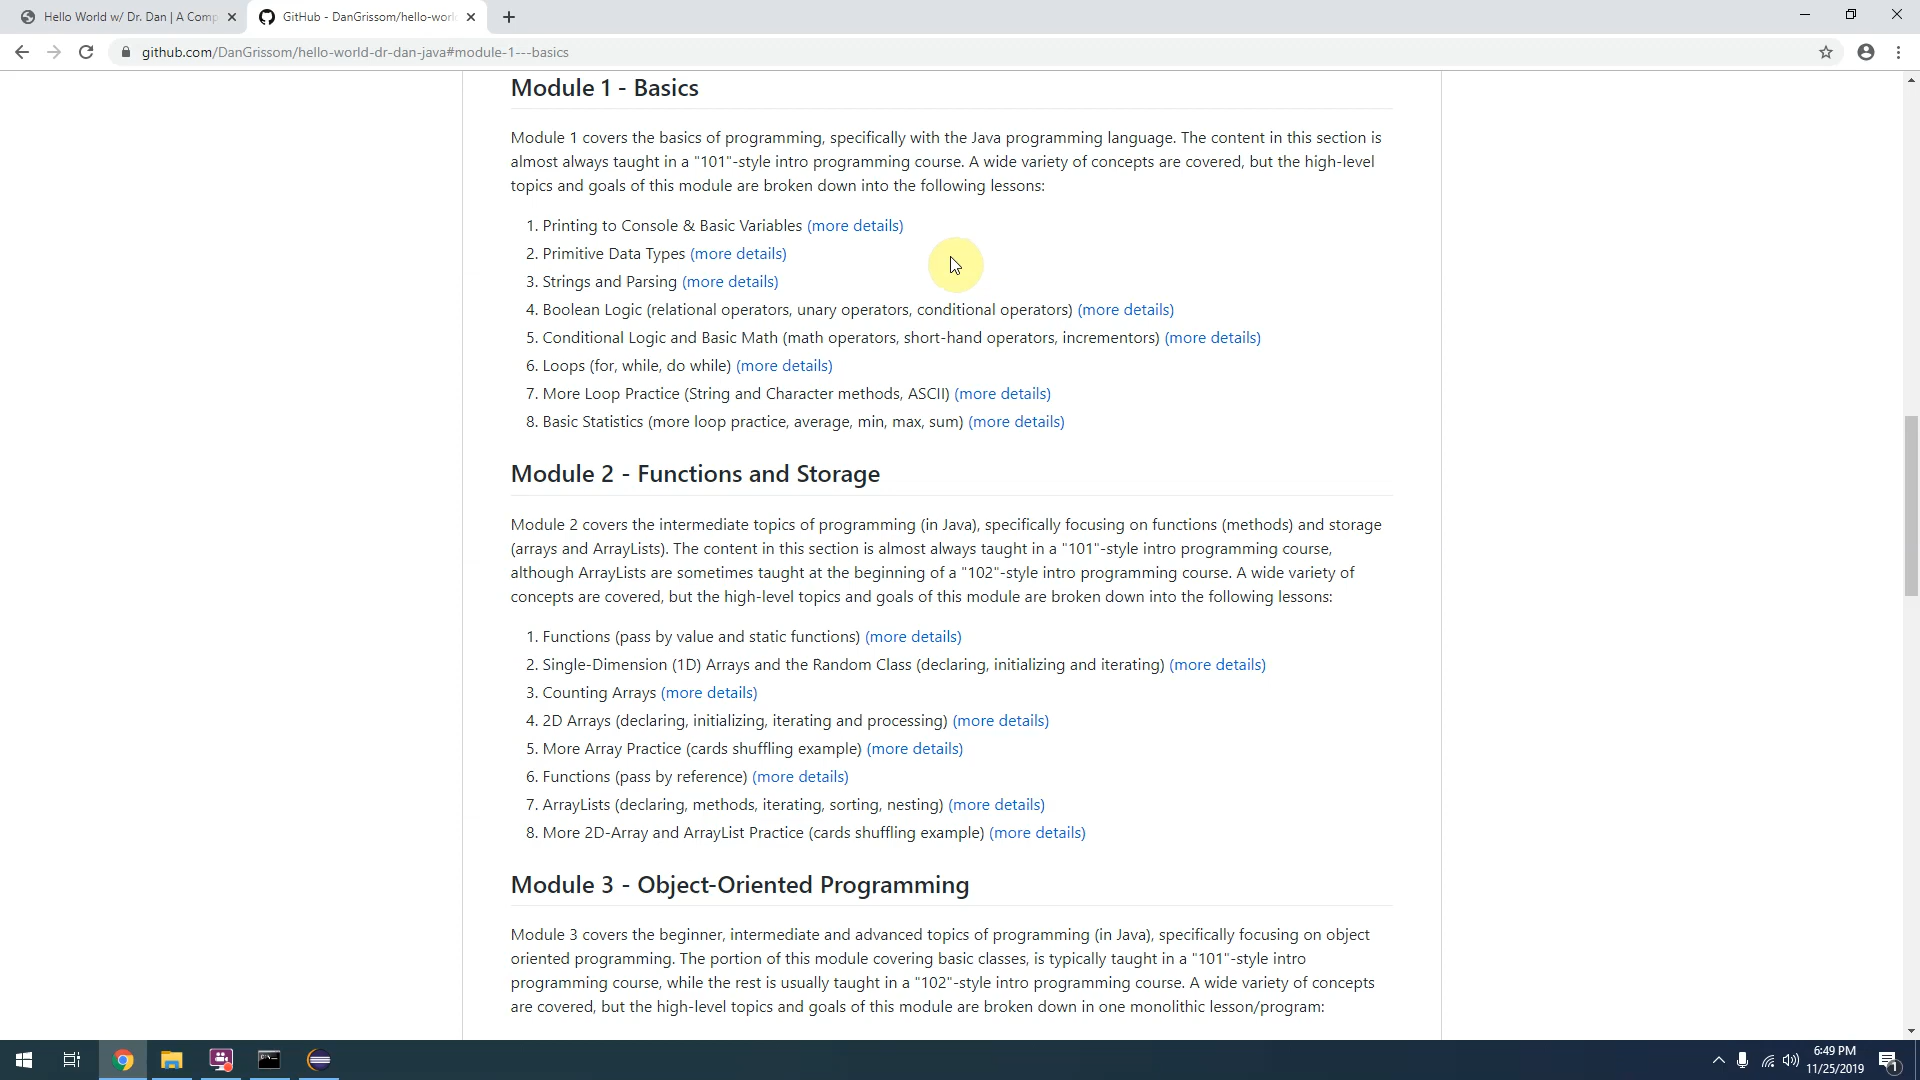 Hello World w/ Dr. Dan | A Comp
GitHub - DanGrissom/hello-worl
github.com/DanGrissom/hello-world-dr-dan-java#module-1---basics
Module 1 - Basics
Module 1 covers the basics of programming, specifically with the Java programming language. The content in this section is
almost always taught in a "101"-style intro programming course. A wide variety of concepts are covered, but the high-level
topics and goals of this module are broken down into the following lessons:
1. Printing to Console & Basic Variables (more details)
2. Primitive Data Types (more details)
3. Strings and Parsing (more details)
4. Boolean Logic (relational operators, unary operators, conditional operators) (more details)
5. Conditional Logic and Basic Math (math operators, short-hand operators, incrementors) (more details)
6. Loops (for, while, do while) (more details)
7. More Loop Practice (String and Character methods, ASCII) (more details)
8. Basic Statistics (more loop practice, average, min, max, sum) (more details)
Module 2 - Functions and Storage
Module 2 covers the intermediate topics of programming (in Java), specifically focusing on functions (methods) and storage
(arrays and ArrayLists). The content in this section is almost always taught in a "101"-style intro programming course,
although ArrayLists are sometimes taught at the beginning of a "102"-style intro programming course. A wide variety of
concepts are covered, but the high-level topics and goals of this module are broken down into the following lessons:
1. Functions (pass by value and static functions) (more details)
2. Single-Dimension (1D) Arrays and the Random Class (declaring, initializing and iterating) (more details)
3. Counting Arrays (more details)
4. 2D Arrays (declaring, initializing, iterating and processing) (more details)
5. More Array Practice (cards shuffling example) (more details)
6. Functions (pass by reference) (more details)
7. ArrayLists (declaring, methods, iterating, sorting, nesting) (more details)
8. More 2D-Array and ArrayList Practice (cards shuffling example) (more details)
Module 3 - Object-Oriented Programming
Module 3 covers the beginner, intermediate and advanced topics of programming (in Java), specifically focusing on object
oriented programming. The portion of this module covering basic classes, is typically taught in a "101"-style intro
programming course, while the rest is usually taught in a "102"-style intro programming course. A wide variety of concepts
are covered, but the high-level topics and goals of this module are broken down in one monolithic lesson/program:
6:49 PM
11/25/2019
1